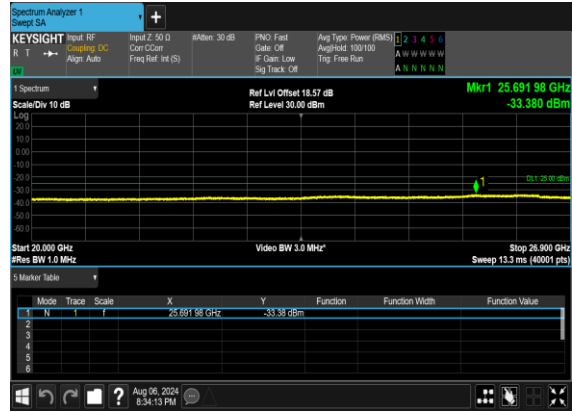 Spectrum Analyzer 1
Swept SA
+
KEYSIGHT Input: RF Input Z: 50 Ω #Atten: 30 dB PNO: Fast Avg Type: Power (RMS) 1 2 3 4 5 6
R T Coupling: DC Corr CCorr Gate: Off Avg|Hold: 100/100 A W W W W W
Align: Auto Freq Ref: Int (S) IF Gain: Low Trig: Free Run
Sig Track: Off A N N N N N
1 Spectrum Ref Lvl Offset 18.57 dB Mkr1 25.691 98 GHz
Scale/Div 10 dB Ref Level 30.00 dBm -33.380 dBm
Log
20.0
10.0
0.00
-10.0
-20.0 DL1 -25.00 dBm
1
-30.0
-40.0
-50.0
-60.0
Start 20.000 GHz Video BW 3.0 MHz* Stop 26.900 GHz
#Res BW 1.0 MHz Sweep 13.3 ms (40001 pts)
5 Marker Table
Mode Trace Scale X Y Function Function Width Function Value
1 N 1 f 25.691 98 GHz -33.38 dBm
2
3
4
5
6
? Aug 06, 2024
8:34:13 PM